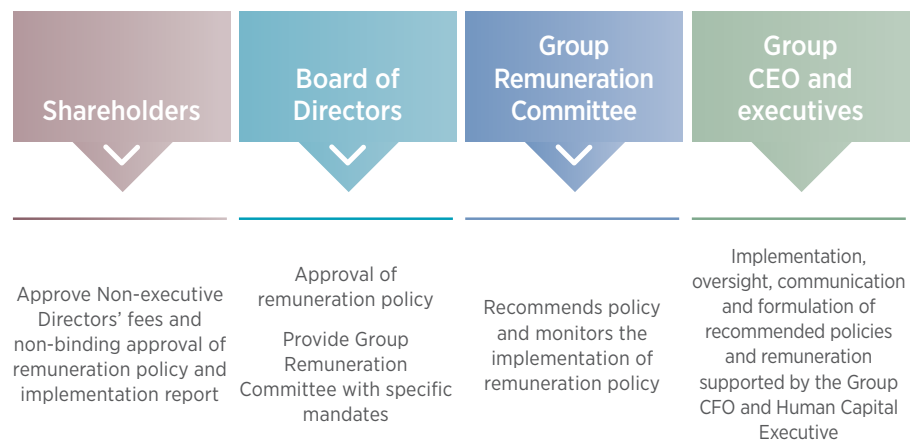 Shareholders
Approve Non-executive
Directors’ fees and
non-binding approval of
remuneration policy and
implementation report
Board of
Directors
Approval of
remuneration policy
Provide Group
Remuneration
Committee with specific
mandates
Group
Remuneration
Committee
Recommends policy
and monitors the
implementation of
remuneration policy
Group
CEO and
executives
Implementation,
oversight, communication
and formulation of
recommended policies
and remuneration
supported by the Group
CFO and Human Capital
Executive